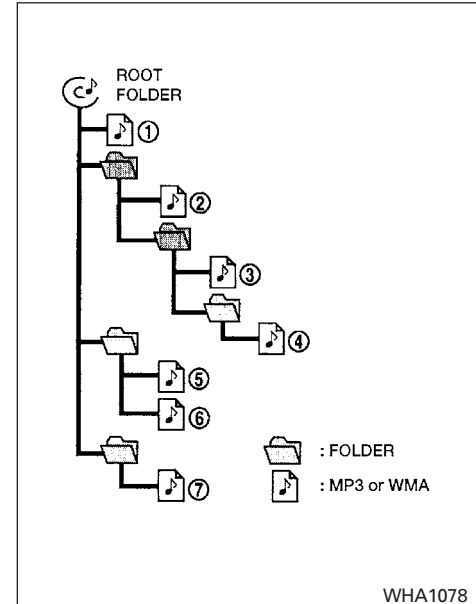 ROOT
FOLDER
①
②
③
④
⑤
⑥
⑦
: FOLDER
: MP3 or WMA
WHA1078